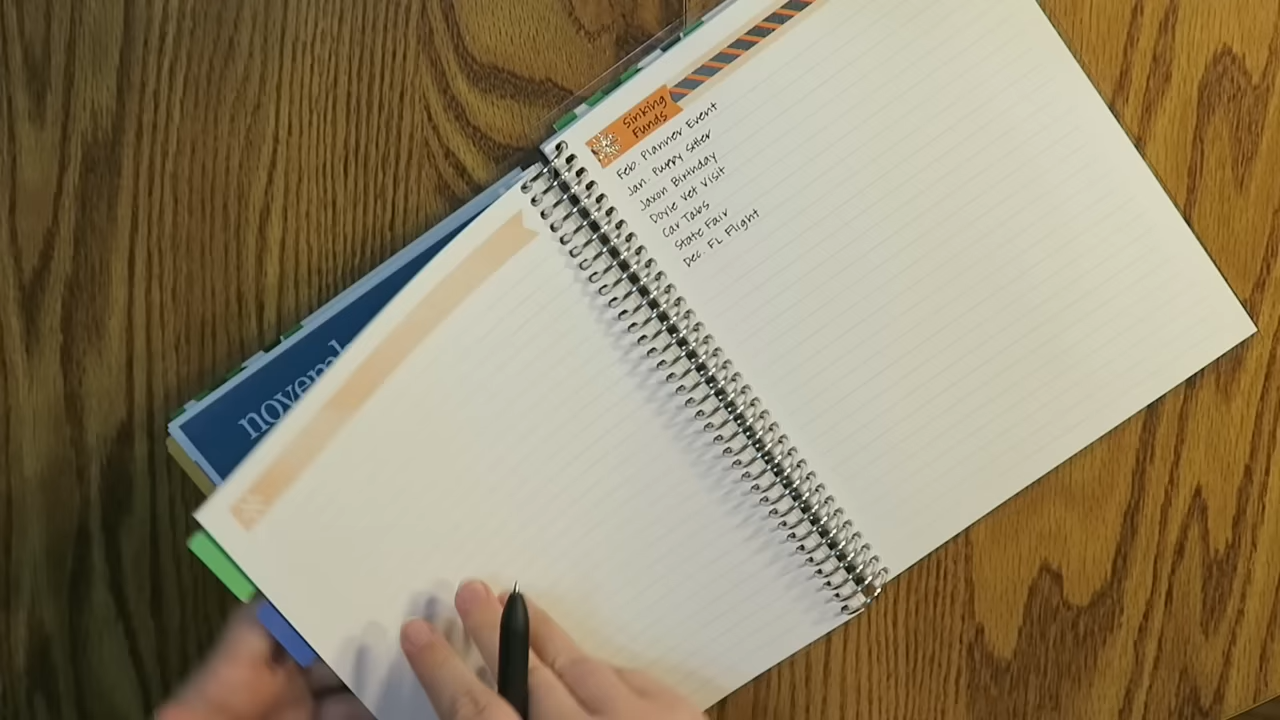 Sinking
Funds
Feb. Planner Event
Jan. Puppy Sitter
Jaxon Birthday
Doyle Vet Visit
Car Tabs
State Fair
Dec. FL Flight
novem